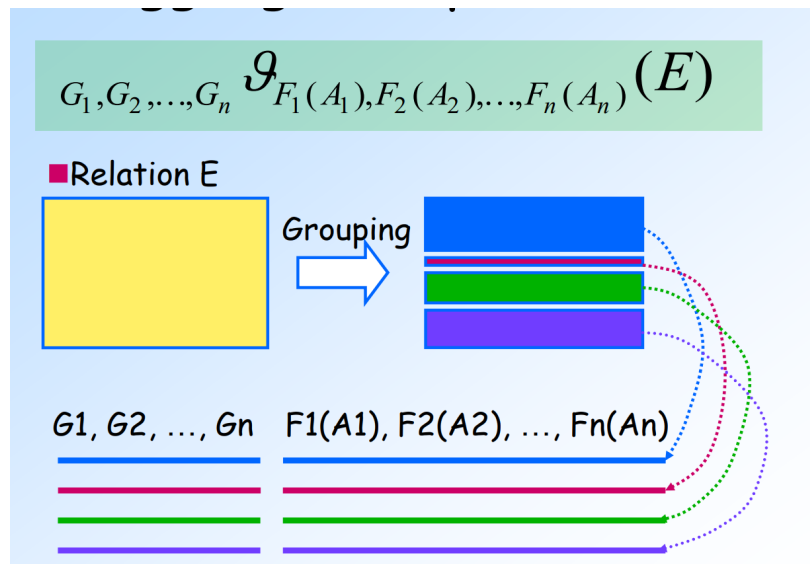 G₁,G₂,…,Gₙ 𝒢 F₁(A₁),F₂(A₂),…,Fₙ(Aₙ) (E)
Relation E
Grouping
G1, G2, …, Gn F1(A1), F2(A2), …, Fn(An)